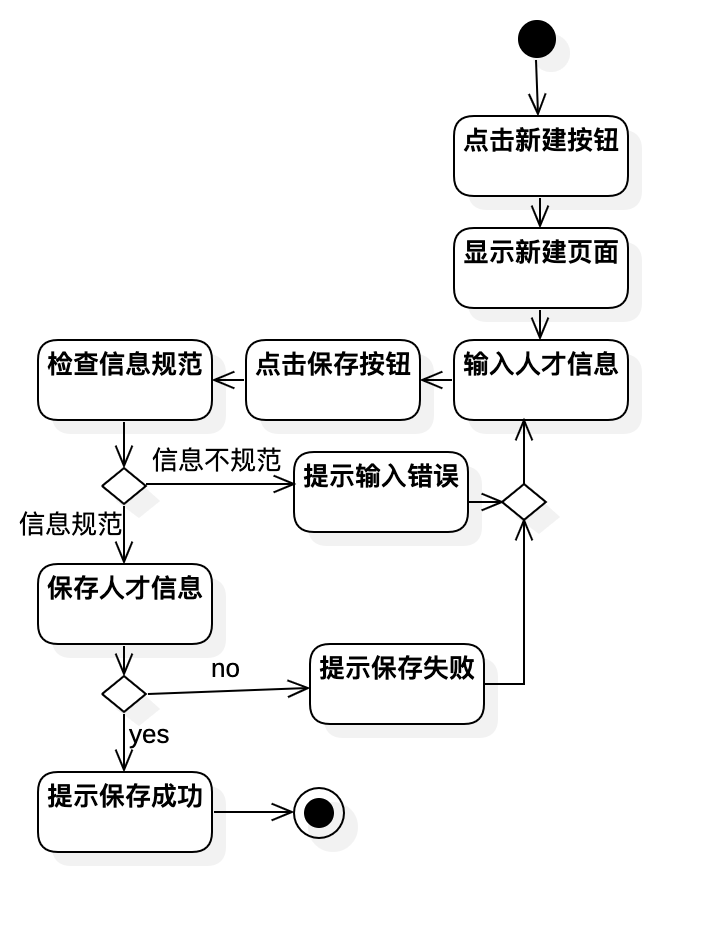 点击新建按钮
显示新建页面
检查信息规范
点击保存按钮
输入人才信息
信息不规范
提示输入错误
信息规范
保存人才信息
no
提示保存失败
yes
提示保存成功